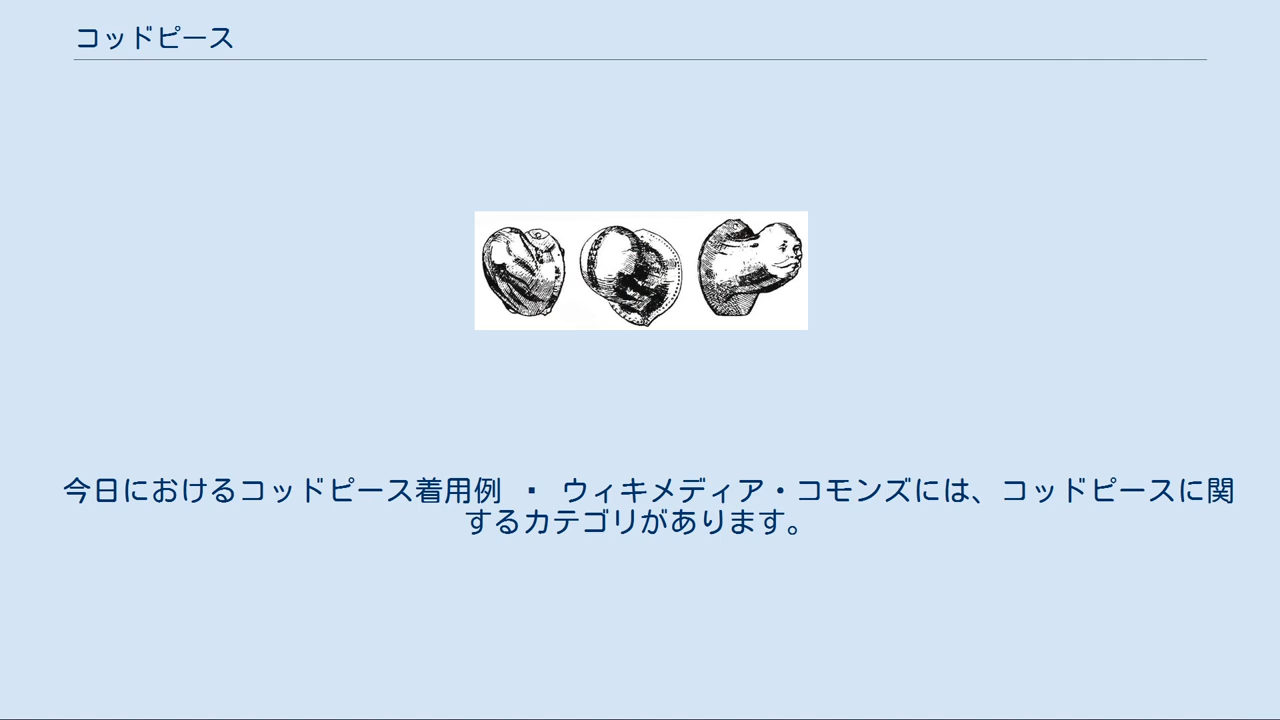 コッドピース
今日におけるコッドピース着用例 ・ ウィキメディア・コモンズには、コッドピースに関
するカテゴリがあります。